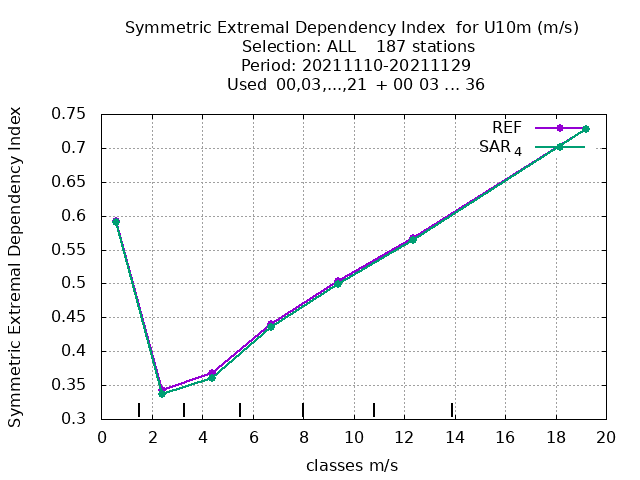 Symmetric Extremal Dependency Index  for U10m (m/s)
Selection: ALL    187 stations
Period: 20211110-20211129
Used  00,03,...,21  + 00 03 ... 36
Symmetric Extremal Dependency Index
0.75
0.7
0.65
0.6
0.55
0.5
0.45
0.4
0.35
0.3
REF
SAR 4
0 2 4 6 8 10 12 14 16 18 20
classes m/s